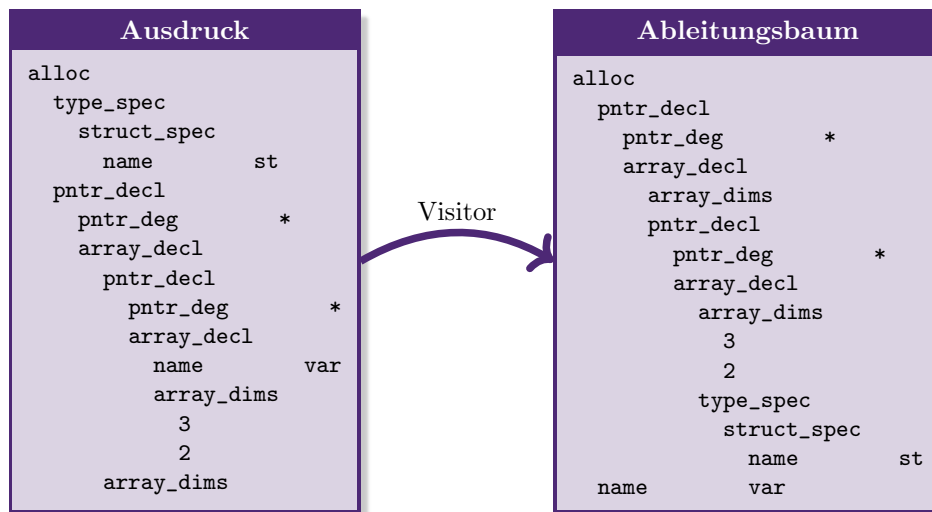 Ausdruck
alloc
  type_spec
    struct_spec
      name        st
  pntr_decl
    pntr_deg        *
    array_decl
      pntr_decl
        pntr_deg        *
        array_decl
          name        var
          array_dims
            3
            2
      array_dims
Visitor
Ableitungsbaum
alloc
  pntr_decl
    pntr_deg        *
    array_decl
      array_dims
      pntr_decl
        pntr_deg        *
        array_decl
          array_dims
            3
            2
          type_spec
            struct_spec
              name        st
  name        var